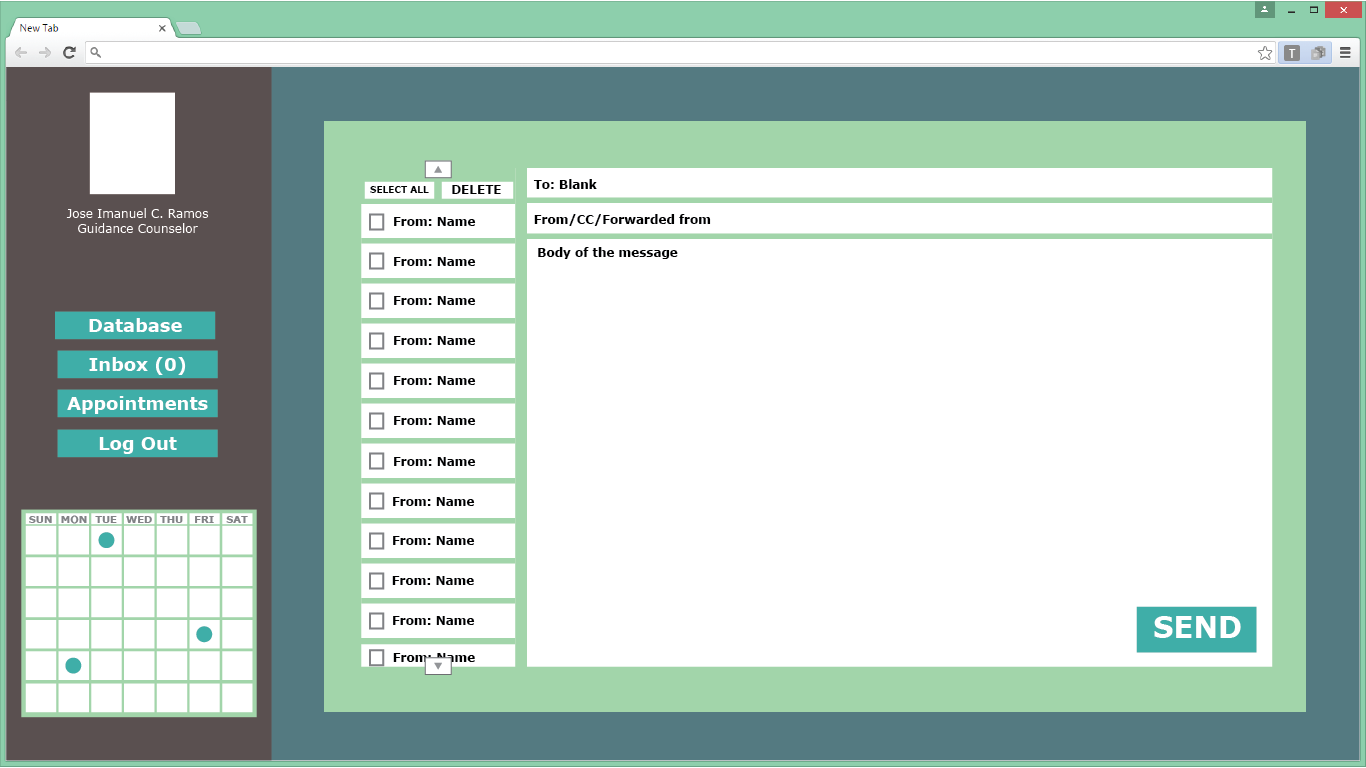 New Tab
T
Jose Imanuel C. Ramos
Guidance Counselor
Database
Inbox (0)
Appointments
Log Out
SUN MON TUE WED THU FRI SAT
SELECT ALL DELETE
From: Name
From: Name
From: Name
From: Name
From: Name
From: Name
From: Name
From: Name
From: Name
From: Name
From: Name
From: Name
To: Blank
From/CC/Forwarded from
Body of the message
SEND